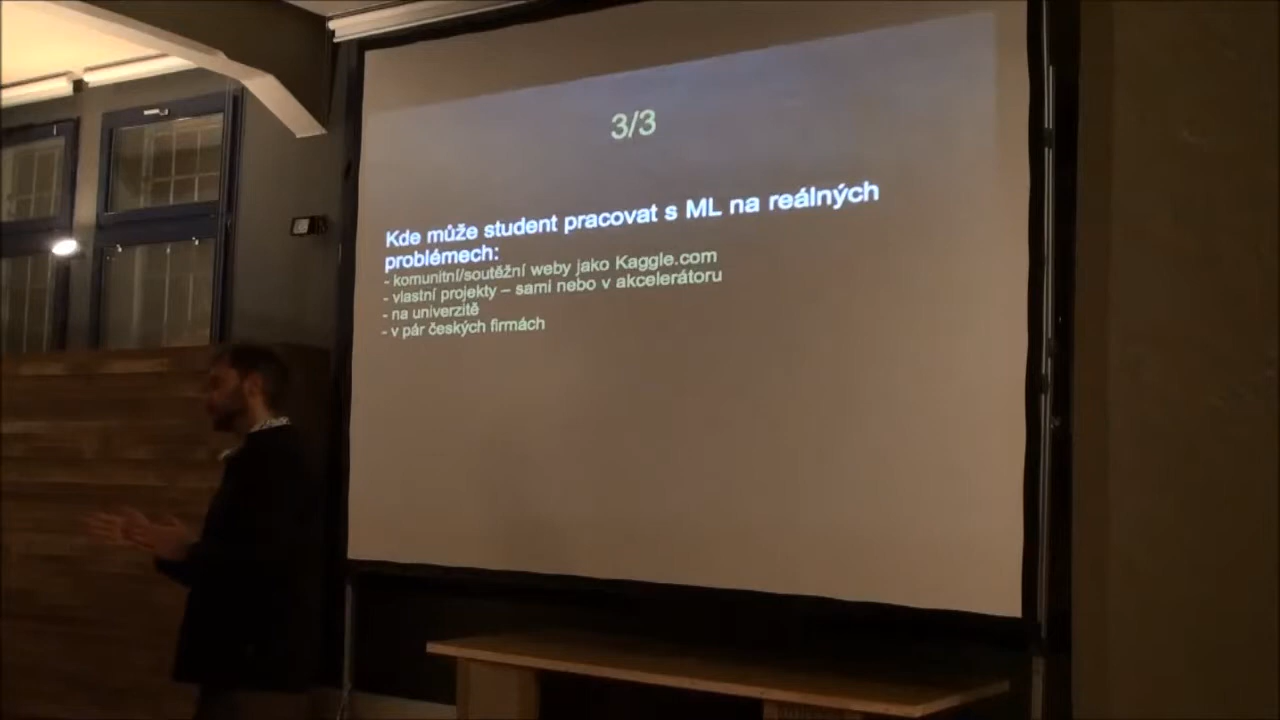 3/3
Kde může student pracovat s ML na reálných
problémech:
- komunitní/soutěžní weby jako Kaggle.com
- vlastní projekty – sami nebo v akcelerátoru
- na univerzitě
- v pár českých firmách